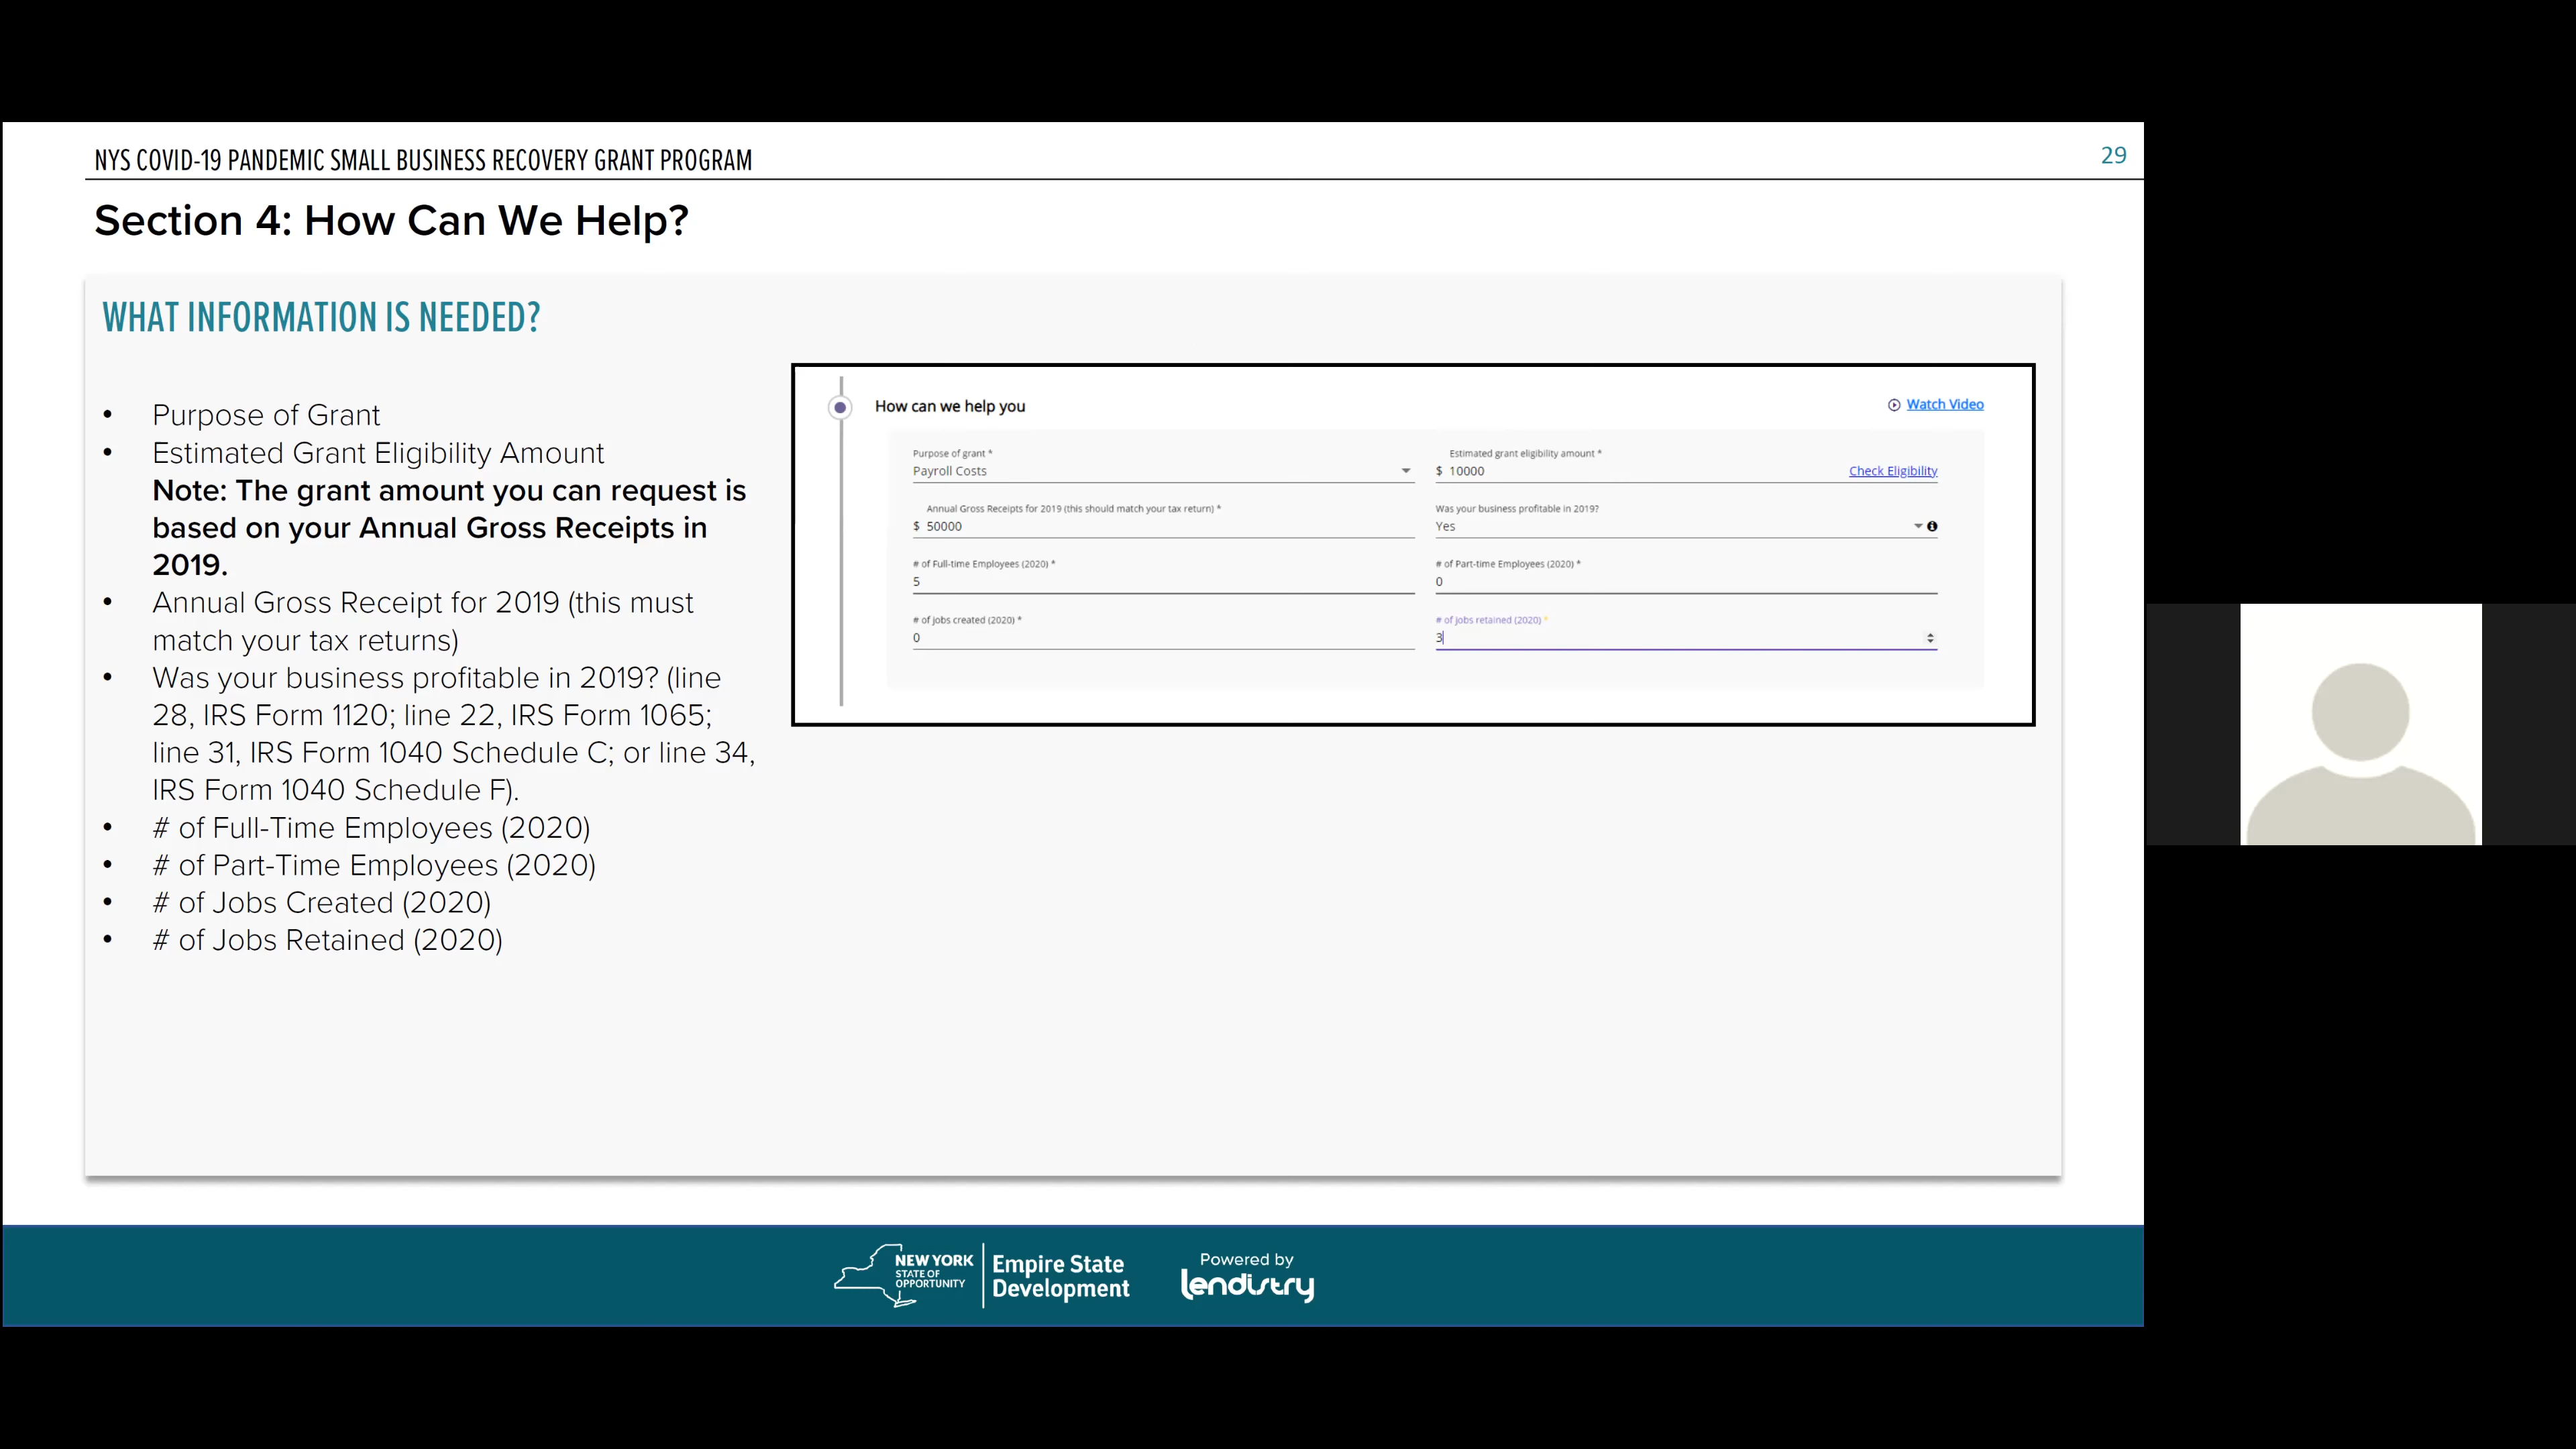 NYS COVID-19 PANDEMIC SMALL BUSINESS RECOVERY GRANT PROGRAM
29
Section 4: How Can We Help?
WHAT INFORMATION IS NEEDED?
• Purpose of Grant
• Estimated Grant Eligibility Amount
Note: The grant amount you can request is
based on your Annual Gross Receipts in
2019.
• Annual Gross Receipt for 2019 (this must
match your tax returns)
• Was your business profitable in 2019? (line
28, IRS Form 1120; line 22, IRS Form 1065;
line 31, IRS Form 1040 Schedule C; or line 34,
IRS Form 1040 Schedule F).
• # of Full-Time Employees (2020)
• # of Part-Time Employees (2020)
• # of Jobs Created (2020)
• # of Jobs Retained (2020)
How can we help you
Watch Video
Purpose of grant *
Payroll Costs
Estimated grant eligibility amount *
$ 10000
Check Eligibility
Annual Gross Receipts for 2019 (this should match your tax return) *
$ 50000
Was your business profitable in 2019?
Yes
# of Full-time Employees (2020) *
5
# of Part-time Employees (2020) *
0
# of jobs created (2020) *
0
# of jobs retained (2020) *
3
NEW YORK
STATE OF
OPPORTUNITY
Empire State
Development
Powered by
lendistry